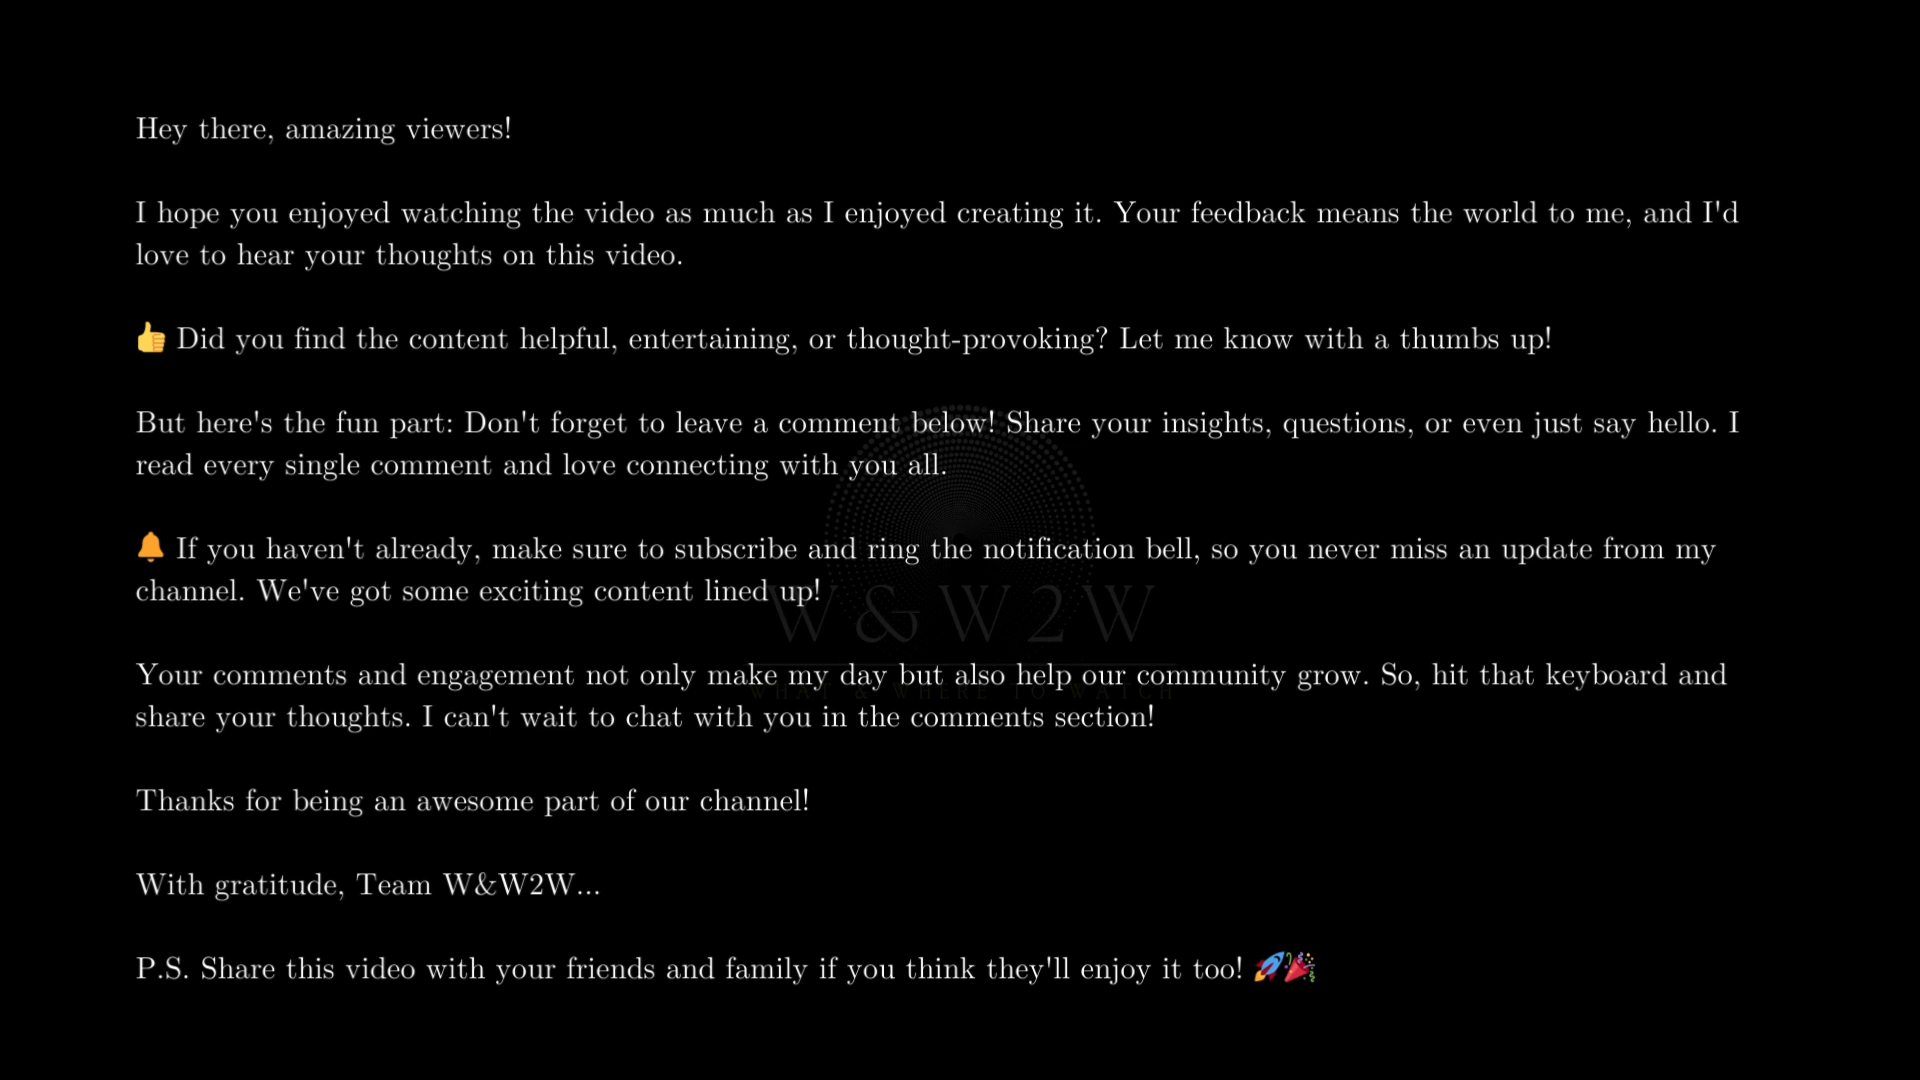 Hey there, amazing viewers!
I hope you enjoyed watching the video as much as I enjoyed creating it. Your feedback means the world to me, and I'd
love to hear your thoughts on this video.
👍 Did you find the content helpful, entertaining, or thought-provoking? Let me know with a thumbs up!
But here's the fun part: Don't forget to leave a comment below! Share your insights, questions, or even just say hello. I
read every single comment and love connecting with you all.
🔔 If you haven't already, make sure to subscribe and ring the notification bell, so you never miss an update from my
channel. We've got some exciting content lined up!
W&W2W
Your comments and engagement not only make my day but also help our community grow. So, hit that keyboard and
WHAT & WHERE TO WATCH
share your thoughts. I can't wait to chat with you in the comments section!
Thanks for being an awesome part of our channel!
With gratitude, Team W&W2W...
P.S. Share this video with your friends and family if you think they'll enjoy it too! 🚀🎉